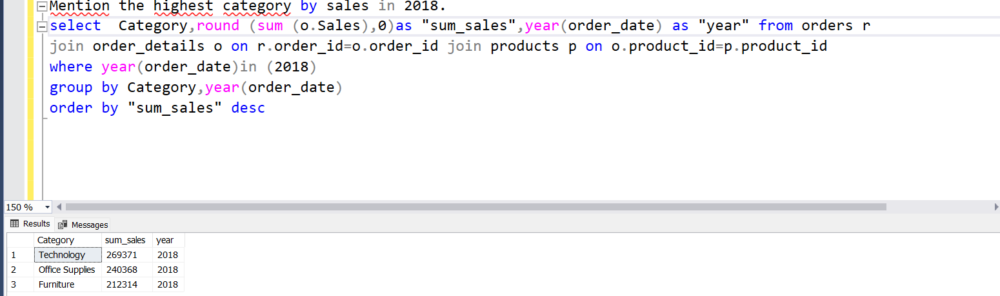 Mention the highest category by sales in 2018.
select  Category,round (sum (o.Sales),0)as "sum_sales",year(order_date) as "year" from orders r
join order_details o on r.order_id=o.order_id join products p on o.product_id=p.product_id
where year(order_date)in (2018)
group by Category,year(order_date)
order by "sum_sales" desc
150 %
Results Messages
Category sum_sales year
1 Technology 269371 2018
2 Office Supplies 240368 2018
3 Furniture 212314 2018